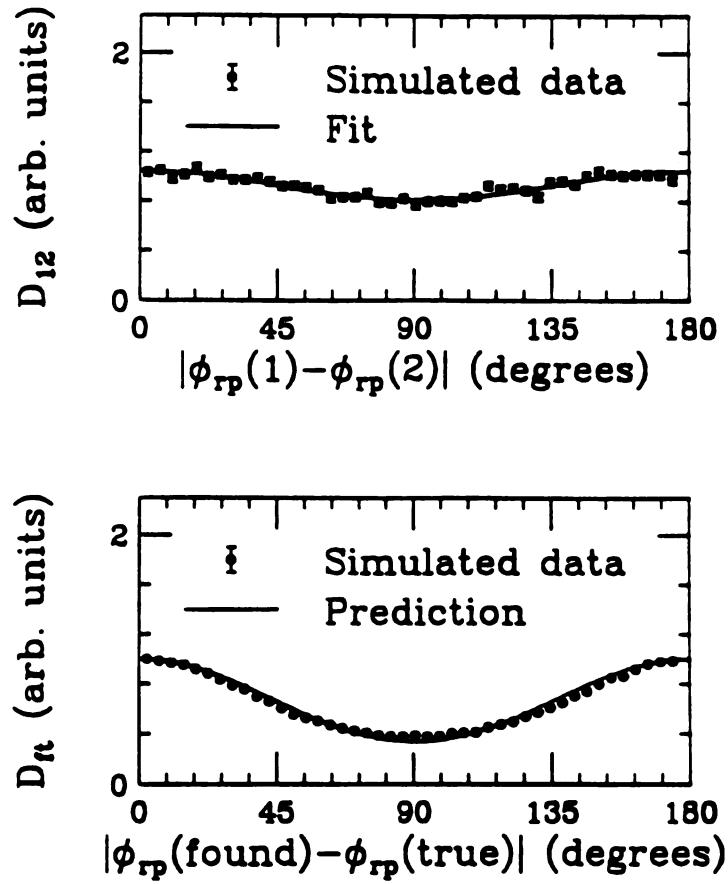 2
Simulated data
Fit
D12 (arb. units)
0
0 45 90 135 180
|ϕrp(1)−ϕrp(2)| (degrees)
2
Simulated data
Prediction
Dft (arb. units)
0
0 45 90 135 180
|ϕrp(found)−ϕrp(true)| (degrees)